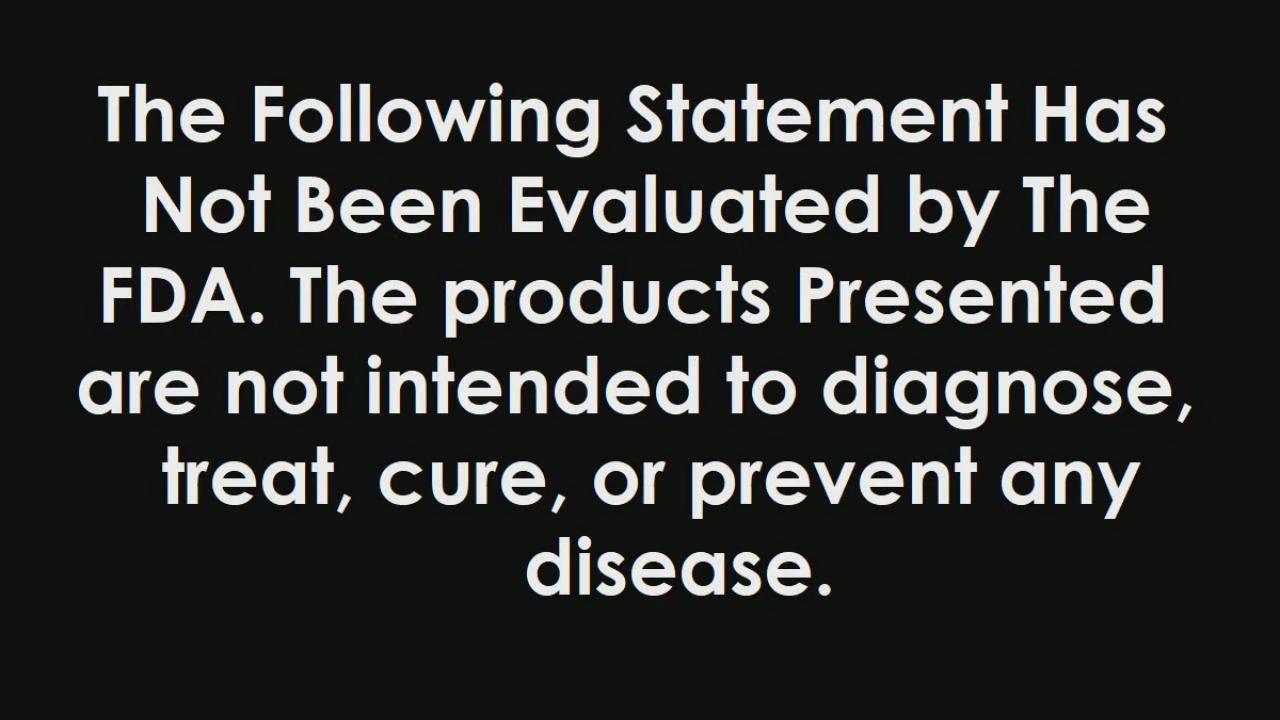 The Following Statement Has
Not Been Evaluated by The
FDA. The products Presented
are not intended to diagnose,
treat, cure, or prevent any
disease.